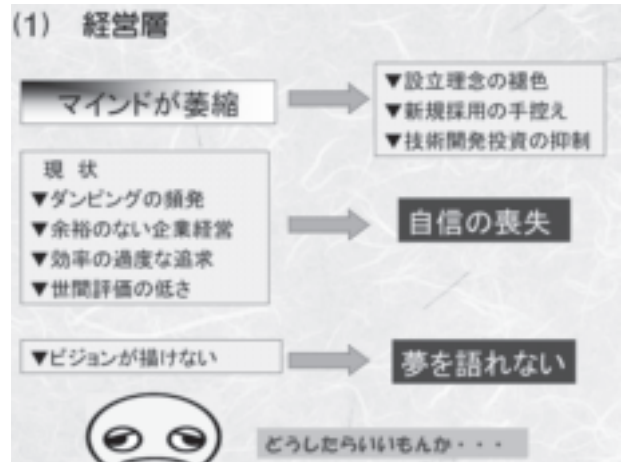 (1) 経営層
マインドが萎縮
▼設立理念の褪色
▼新規採用の手控え
▼技術開発投資の抑制
現 状
▼ダンピングの頻発
▼余裕のない企業経営
▼効率の過度な追求
▼世間評価の低さ
自信の喪失
▼ビジョンが描けない
夢を語れない
どうしたらいいもんか・・・